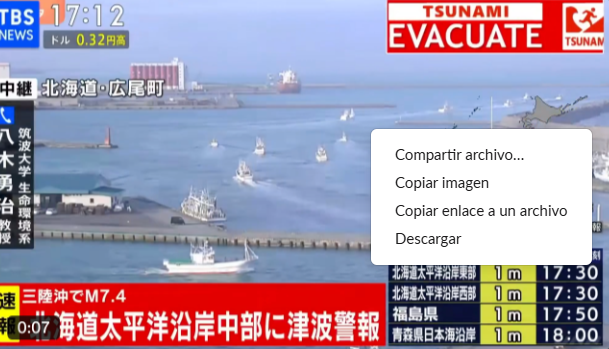 TBS
NEWS
17:12
ドル 0.32円高
TSUNAMI
EVACUATE
TSUNAMI
中継 北海道・広尾町
筑波大学 生命環境系
八木勇治教授
Compartir archivo...
Copiar imagen
Copiar enlace a un archivo
Descargar
北海道太平洋沿岸東部 1m 17:30
北海道太平洋沿岸西部 1m 17:30
福島県 1m 17:50
青森県日本海沿岸 1m 18:00
速報
三陸沖でM7.4
海道太平洋沿岸中部に津波警報
0:07